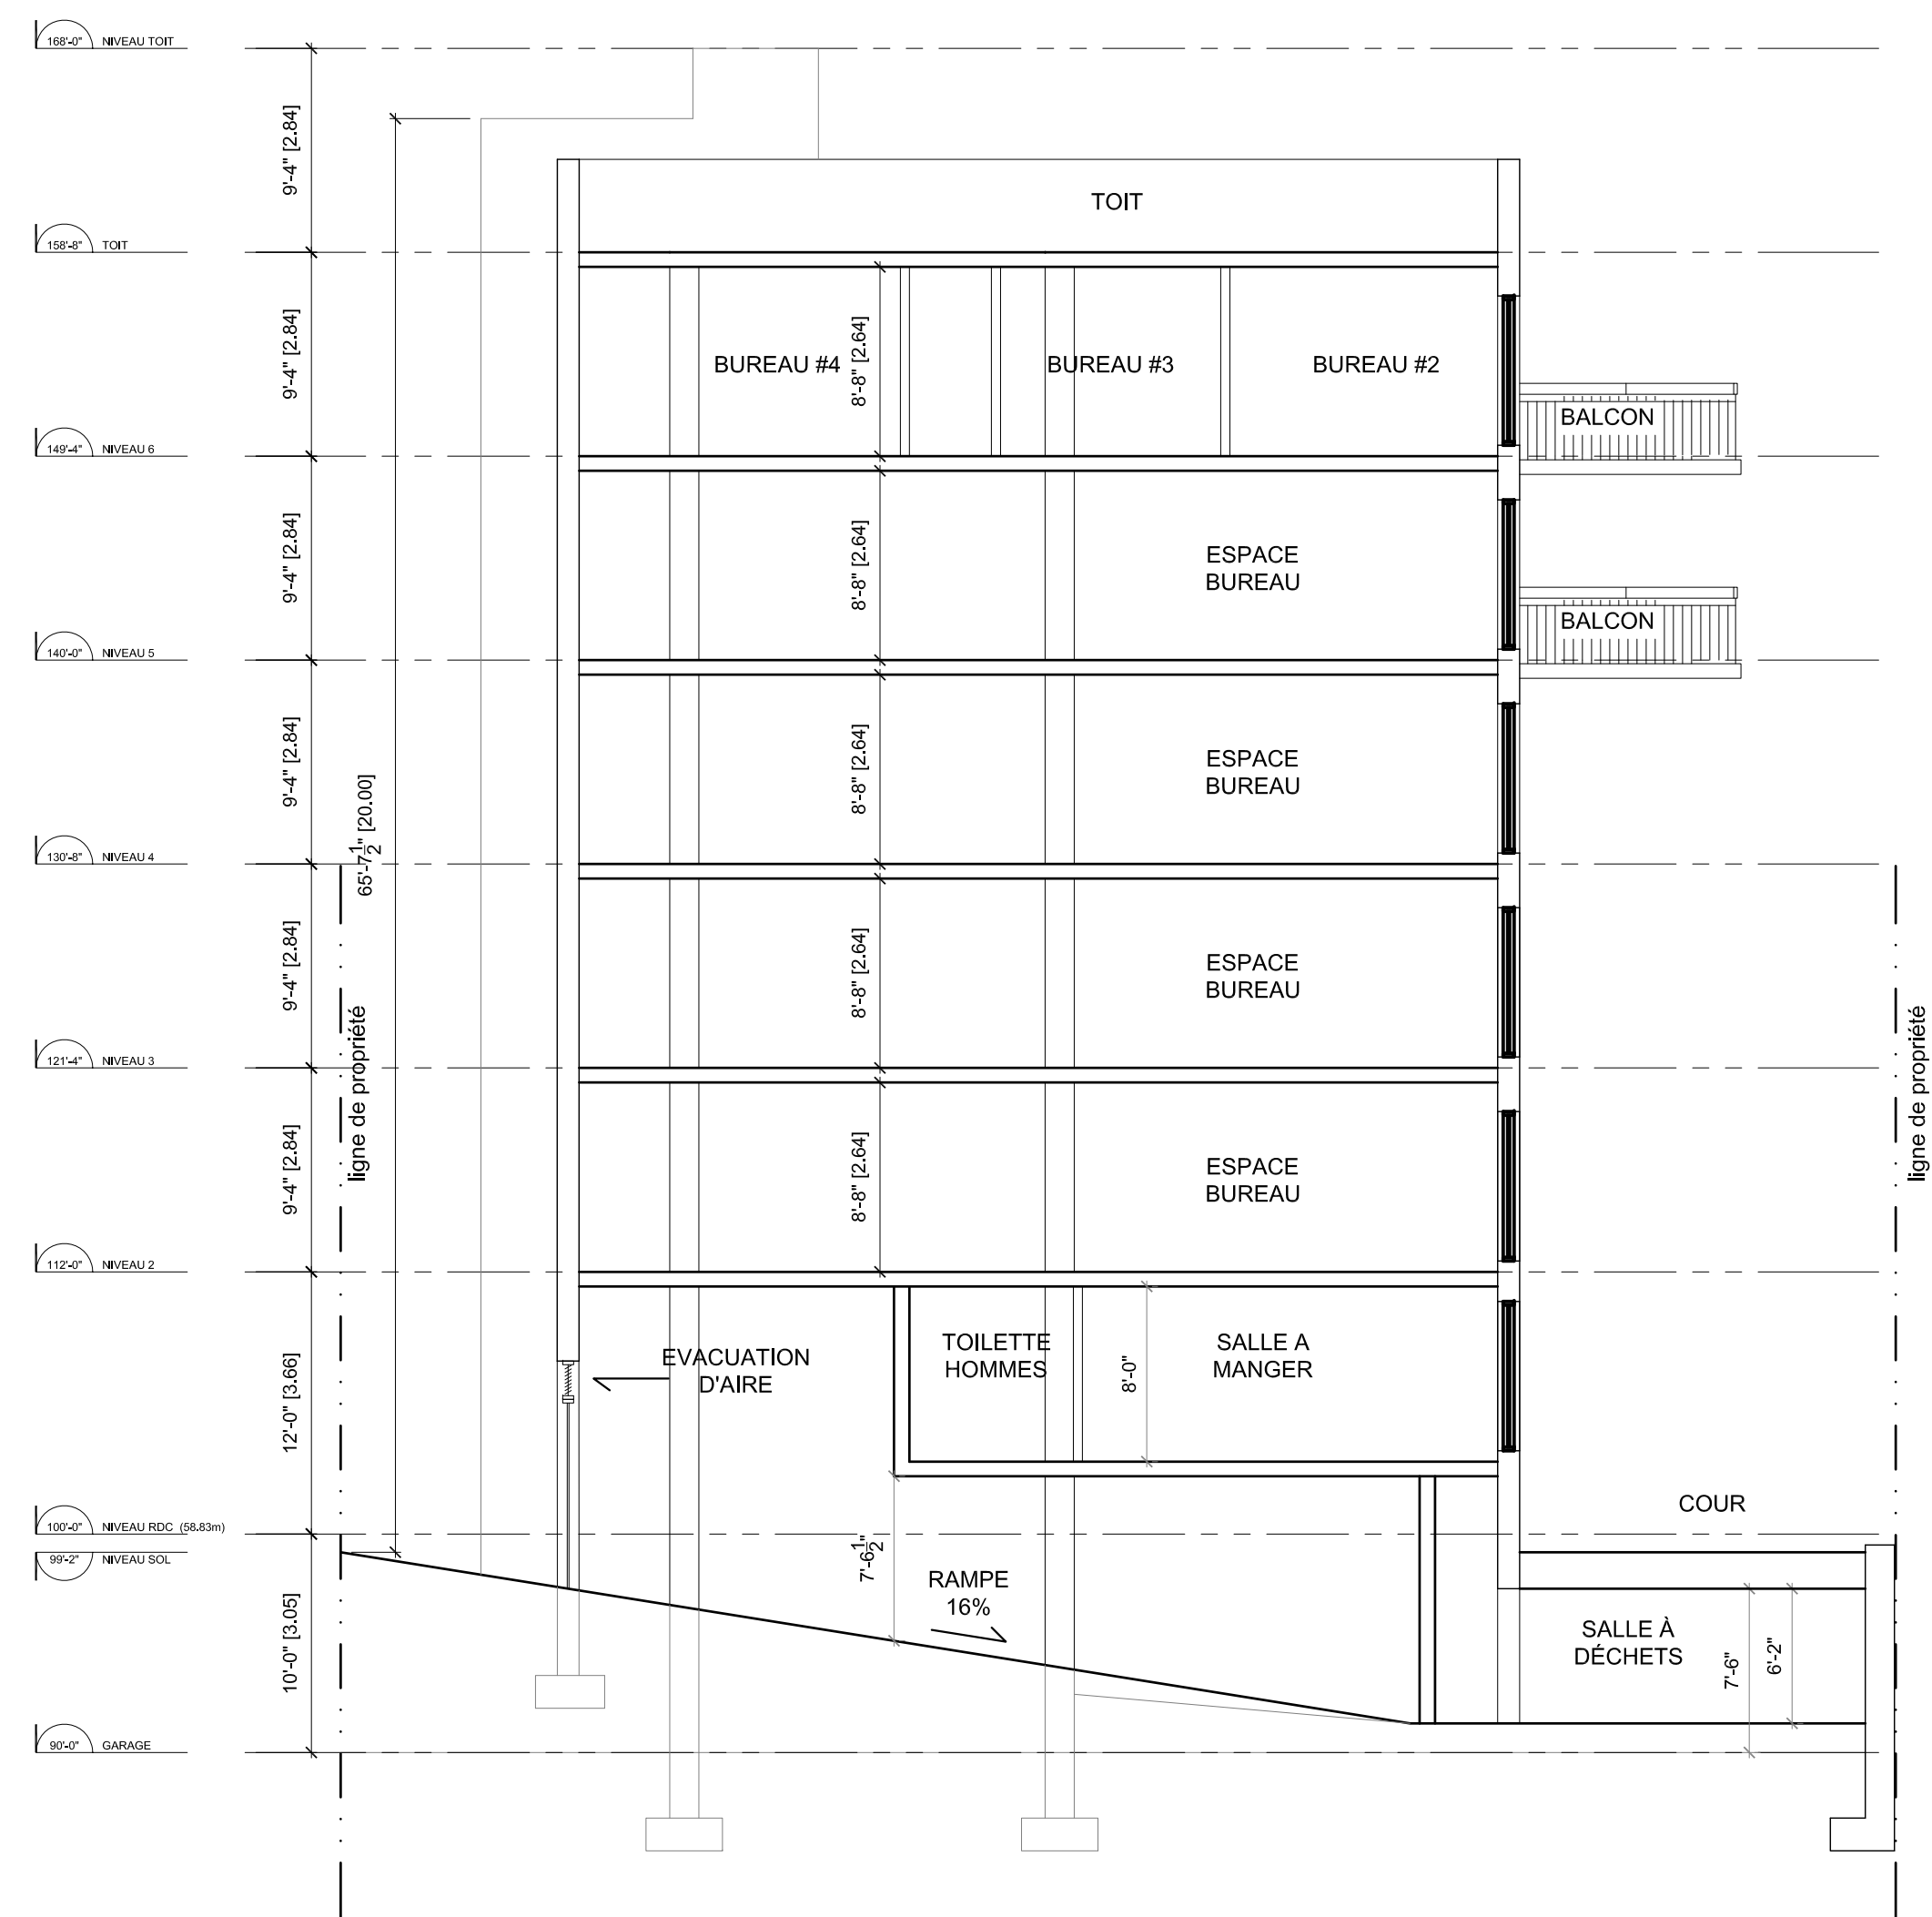 168'-0" NIVEAU TOIT
9'-4" [2.84]
TOIT
158'-8" TOIT
9'-4" [2.84]
BUREAU #4
8'-8" [2.64]
BUREAU #3
BUREAU #2
BALCON
149'-4" NIVEAU 6
9'-4" [2.84]
8'-8" [2.64]
ESPACE
BUREAU
BALCON
140'-0" NIVEAU 5
9'-4" [2.84]
65'-7 1/2" [20.00]
8'-8" [2.64]
ESPACE
BUREAU
130'-8" NIVEAU 4
9'-4" [2.84]
8'-8" [2.64]
ESPACE
BUREAU
ligne de propriété
ligne de propriété
121'-4" NIVEAU 3
9'-4" [2.84]
8'-8" [2.64]
ESPACE
BUREAU
112'-0" NIVEAU 2
12'-0" [3.66]
EVACUATION
D'AIRE
TOILETTE
HOMMES
8'-0"
SALLE A
MANGER
COUR
100'-0" NIVEAU RDC (58.83m)
99'-2" NIVEAU SOL
10'-0" [3.05]
7'-6 1/2"
RAMPE
16%
SALLE À
DÉCHETS
7'-6"
6'-2"
90'-0" GARAGE